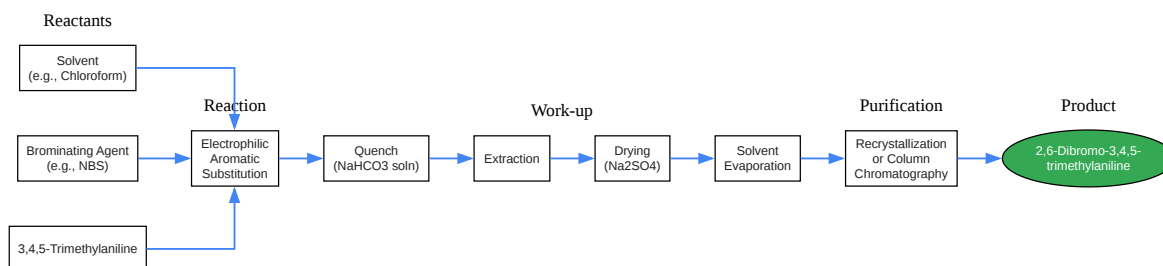 Reactants
Solvent
(e.g., Chloroform)
Reaction
Work-up
Purification
Product
Brominating Agent
(e.g., NBS)
Electrophilic
Aromatic
Substitution
Quench
(NaHCO3 soln)
Extraction
Drying
(Na2SO4)
Solvent
Evaporation
Recrystallization
or Column
Chromatography
2,6-Dibromo-3,4,5-
trimethylaniline
3,4,5-Trimethylaniline